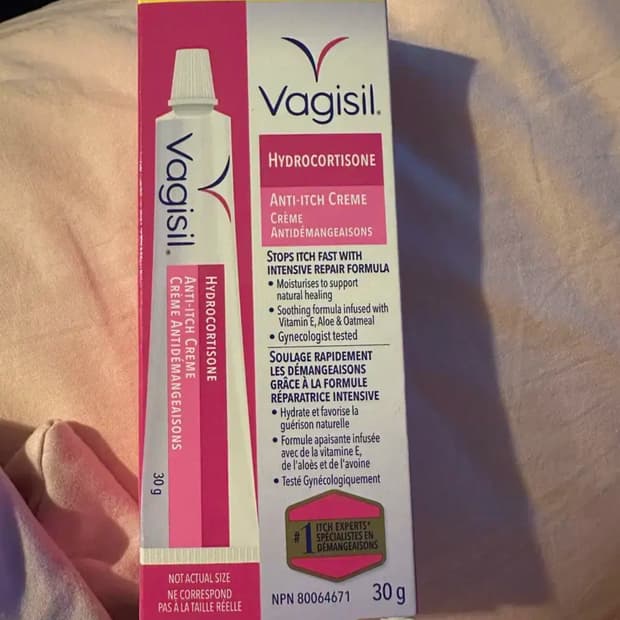 Vagisil.
HYDROCORTISONE
ANTI-ITCH CREME
CRÈME
ANTIDÉMANGEAISONS
STOPS ITCH FAST WITH
INTENSIVE REPAIR FORMULA
• Moisturises to support
natural healing
• Soothing formula infused with
Vitamin E, Aloe & Oatmeal
• Gynecologist tested
SOULAGE RAPIDEMENT
LES DÉMANGEAISONS
GRÂCE À LA FORMULE
RÉPARATRICE INTENSIVE
• Hydrate et favorise la
guérison naturelle
• Formule apaisante infusée
avec de la vitamine E,
de l'aloès et de l'avoine
• Testé Gynécologiquement
#1 ITCH EXPERTS*
SPÉCIALISTES EN
DÉMANGEAISONS
NPN 80064671 30 g
Vagisil.
HYDROCORTISONE
ANTI-ITCH CREME
CRÈME ANTIDÉMANGEAISONS
30 g
NOT ACTUAL SIZE
NE CORRESPOND
PAS À LA TAILLE RÉELLE